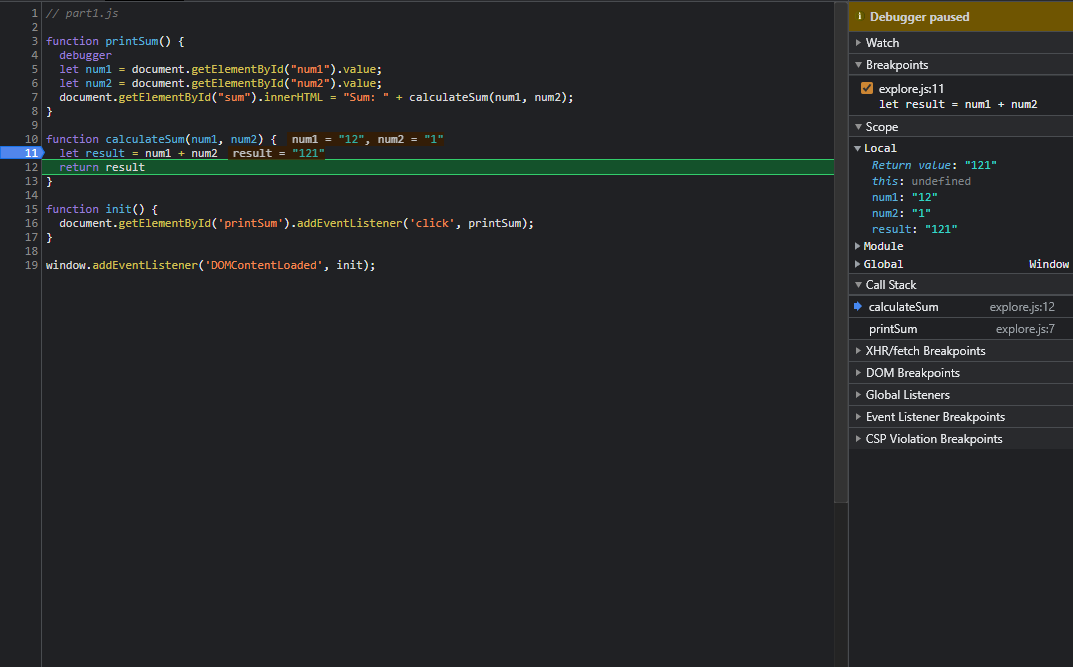 1 // part1.js
2
3 function printSum() {
4   debugger
5   let num1 = document.getElementById("num1").value;
6   let num2 = document.getElementById("num2").value;
7   document.getElementById("sum").innerHTML = "Sum: " + calculateSum(num1, num2);
8 }
9
10 function calculateSum(num1, num2) {  num1 = "12", num2 = "1"
11   let result = num1 + num2  result = "121"
12   return result
13 }
14
15 function init() {
16   document.getElementById('printSum').addEventListener('click', printSum);
17 }
18
19 window.addEventListener('DOMContentLoaded', init);
Debugger paused
Watch
Breakpoints
explore.js:11
let result = num1 + num2
Scope
Local
Return value: "121"
this: undefined
num1: "12"
num2: "1"
result: "121"
Module
Global Window
Call Stack
calculateSum explore.js:12
printSum explore.js:7
XHR/fetch Breakpoints
DOM Breakpoints
Global Listeners
Event Listener Breakpoints
CSP Violation Breakpoints